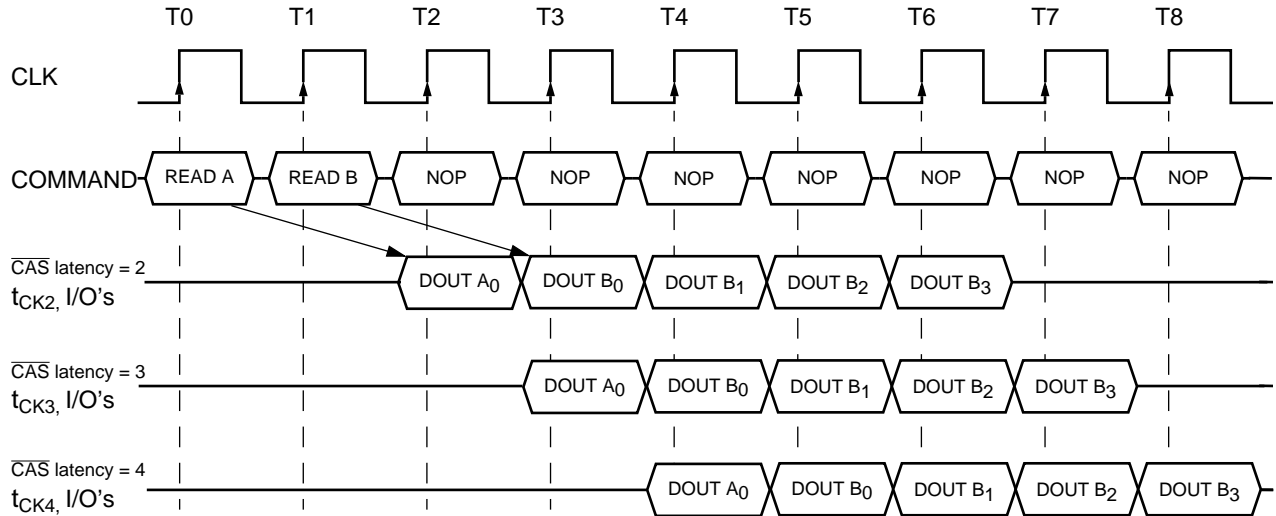 T0 T1 T2 T3 T4 T5 T6 T7 T8
CLK
COMMAND READ A READ B NOP NOP NOP NOP NOP NOP NOP
CAS latency = 2
tCK2, I/O's DOUT A0 DOUT B0 DOUT B1 DOUT B2 DOUT B3
CAS latency = 3
tCK3, I/O's DOUT A0 DOUT B0 DOUT B1 DOUT B2 DOUT B3
CAS latency = 4
tCK4, I/O's DOUT A0 DOUT B0 DOUT B1 DOUT B2 DOUT B3